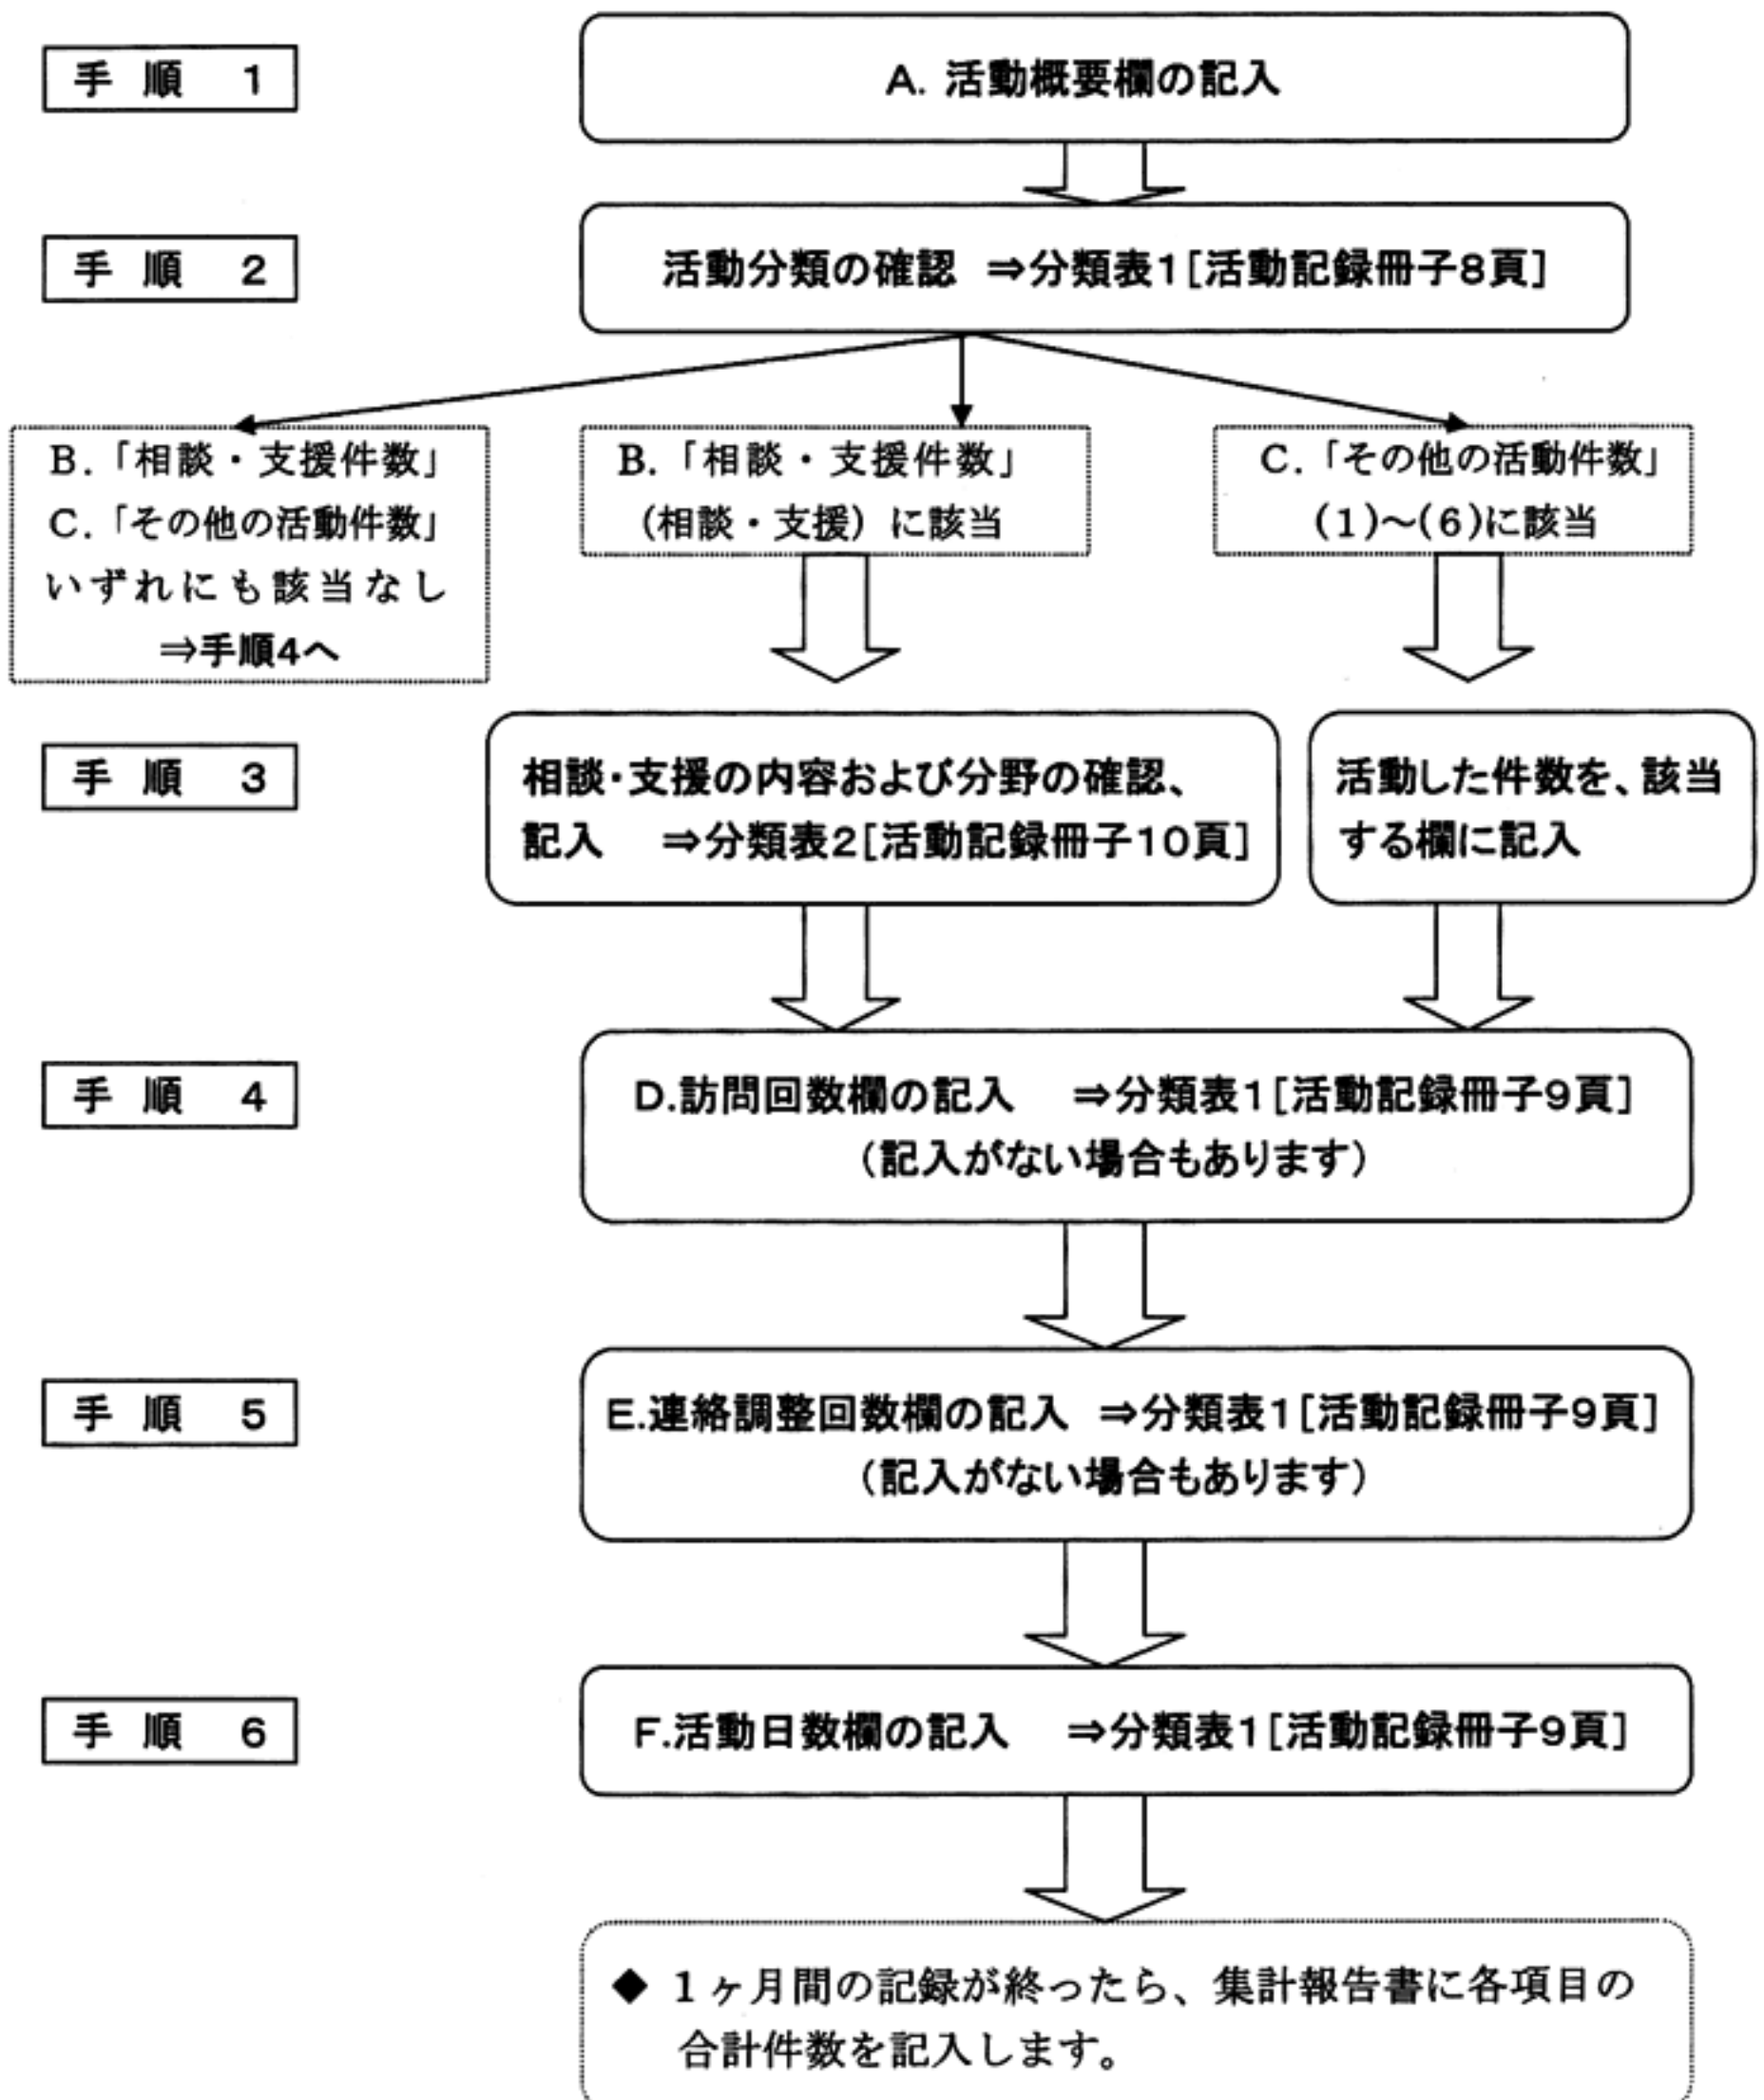 手 順 1
A. 活動概要欄の記入
手 順 2
活動分類の確認 ⇒分類表1[活動記録冊子8頁]
B.「相談・支援件数」
C.「その他の活動件数」
いずれにも該当なし
⇒手順4へ
B.「相談・支援件数」
(相談・支援) に該当
C.「その他の活動件数」
(1)～(6)に該当
手 順 3
相談・支援の内容および分野の確認、
記入 ⇒分類表2[活動記録冊子10頁]
活動した件数を、該当
する欄に記入
手 順 4
D.訪問回数欄の記入 ⇒分類表1[活動記録冊子9頁]
(記入がない場合もあります)
手 順 5
E.連絡調整回数欄の記入 ⇒分類表1[活動記録冊子9頁]
(記入がない場合もあります)
手 順 6
F.活動日数欄の記入 ⇒分類表1[活動記録冊子9頁]
◆ 1ヶ月間の記録が終ったら、集計報告書に各項目の
合計件数を記入します。